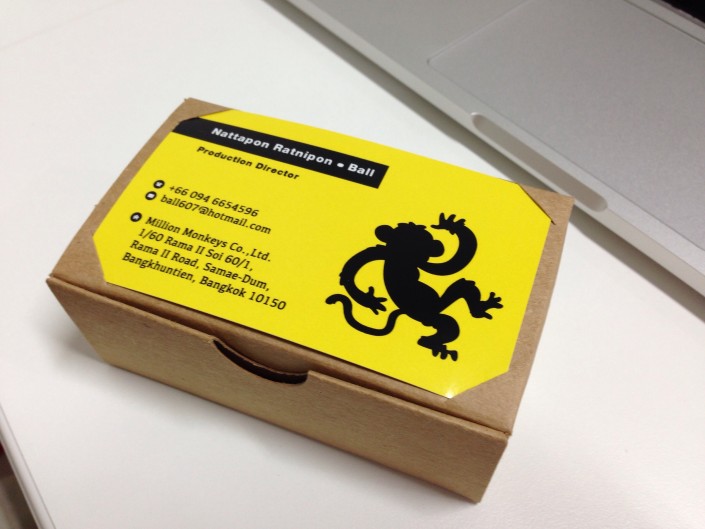 Nattapon Ratnipon • Ball
Production Director
+66 094 6654596
ball607@hotmail.com
Million Monkeys Co.,Ltd.
1/60 Rama II Soi 60/1,
Rama II Road, Samae-Dum,
Bangkhuntien, Bangkok 10150